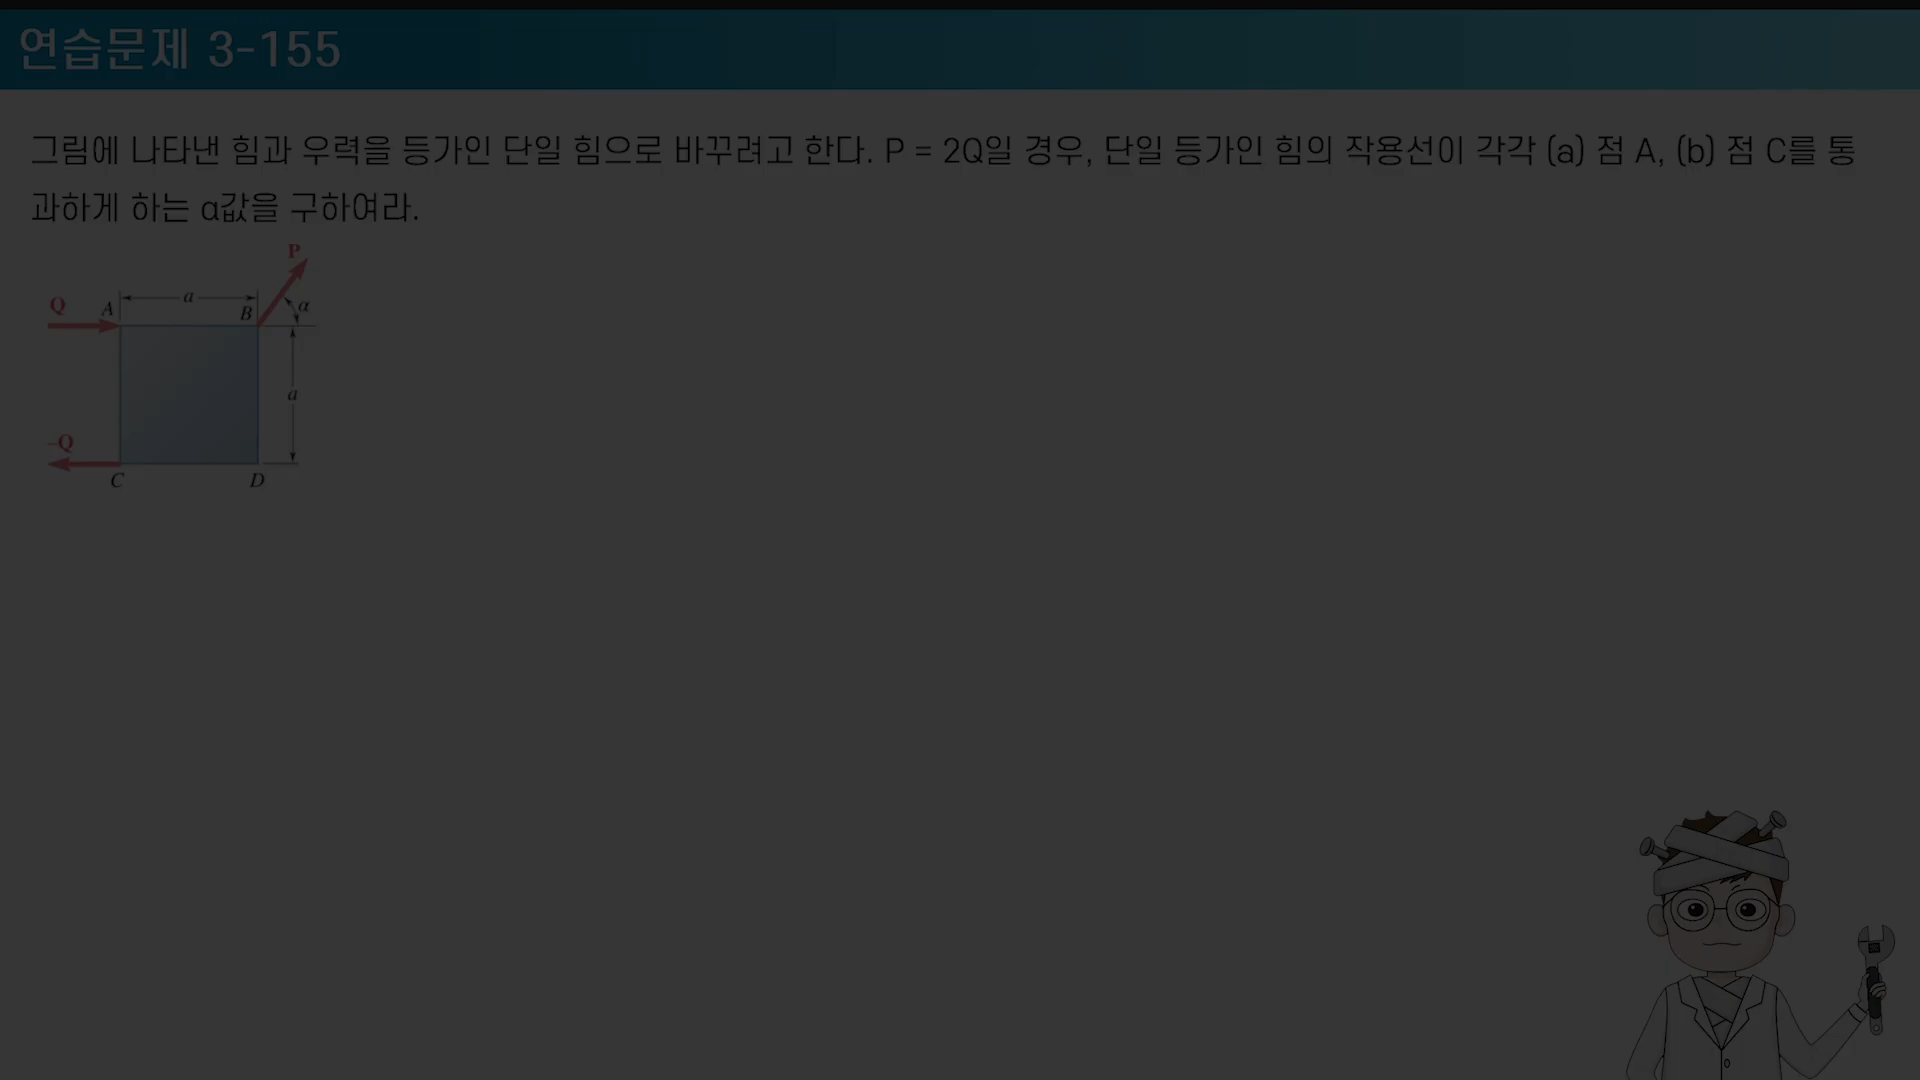 연습문제 3-155
그림에 나타낸 힘과 우력을 등가인 단일 힘으로 바꾸려고 한다. P = 2Q일 경우, 단일 등가인 힘의 작용선이 각각 (a) 점 A, (b) 점 C를 통
과하게 하는 α값을 구하여라.
P
Q A a B α
a
-Q
C D